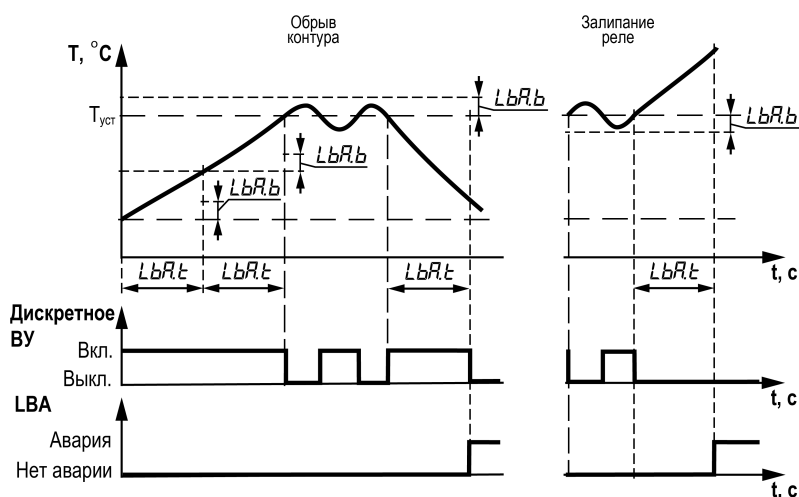 Обрыв
контура
Залипание
реле
T, °C
LbA.b
Tуст
LbA.b
LbA.b
LbA.b
t, c
LbA.t
LbA.t
LbA.t
LbA.t
Дискретное
ВУ
Вкл.
Выкл.
t, c
LBA
Авария
Нет аварии
t, c